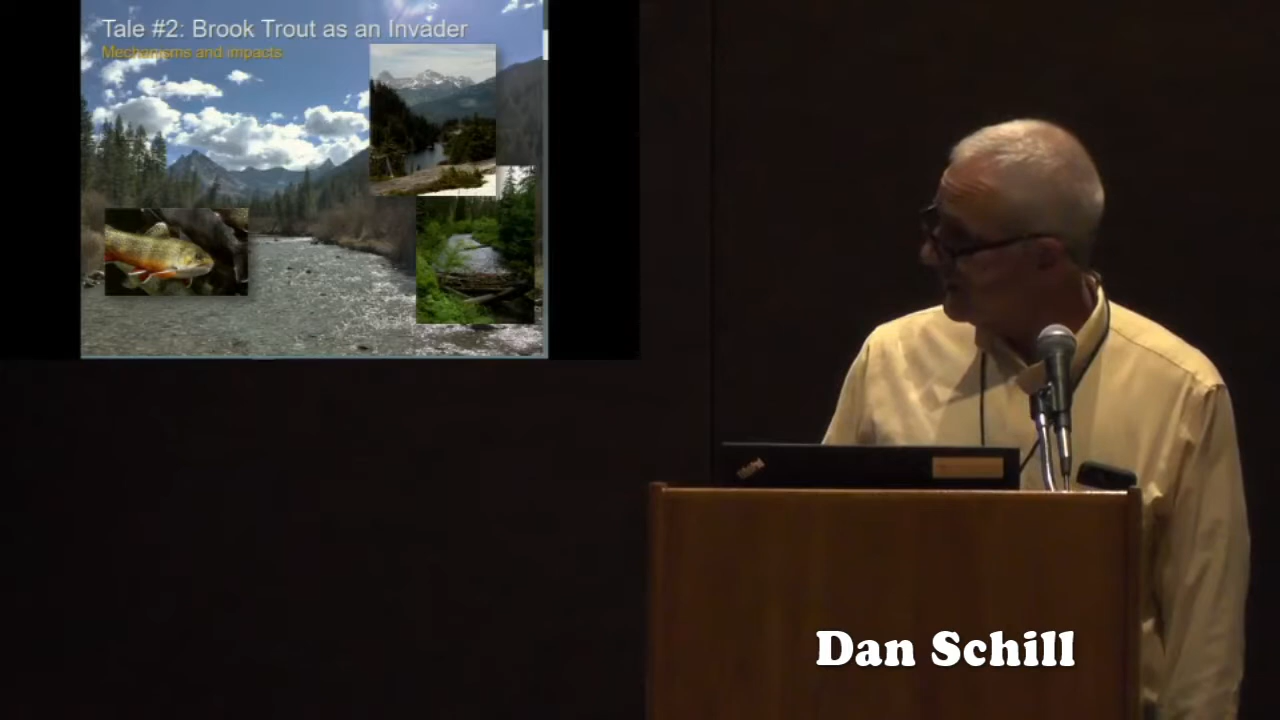 Tale #2: Brook Trout as an Invader
Mechanisms and impacts
Dan Schill